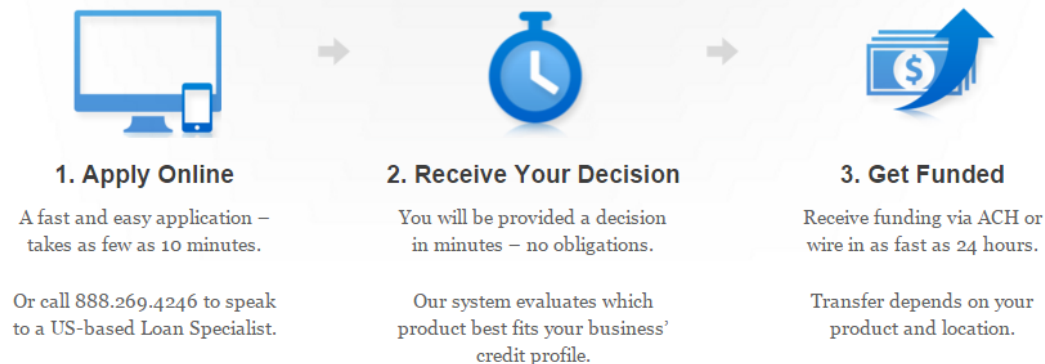 $
1. Apply Online
A fast and easy application –
takes as few as 10 minutes.
Or call 888.269.4246 to speak
to a US-based Loan Specialist.
2. Receive Your Decision
You will be provided a decision
in minutes – no obligations.
Our system evaluates which
product best fits your business’
credit profile.
3. Get Funded
Receive funding via ACH or
wire in as fast as 24 hours.
Transfer depends on your
product and location.